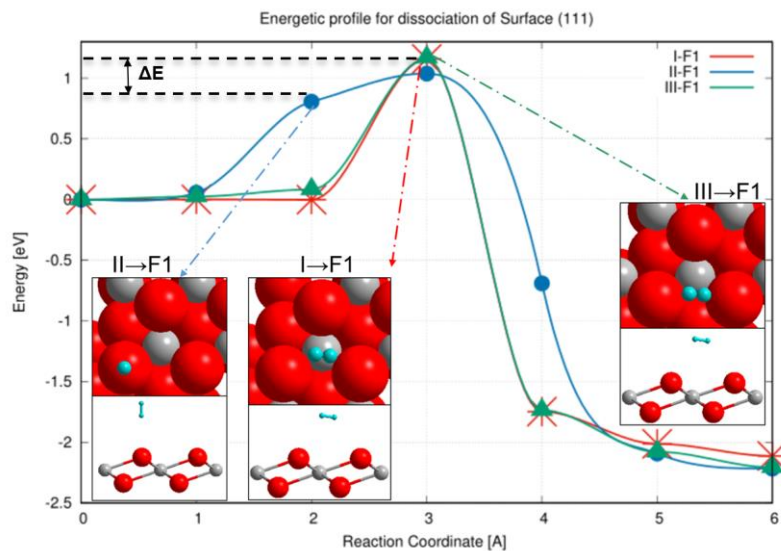 Energetic profile for dissociation of Surface (111)
I-F1
II-F1
III-F1
ΔE
1
0.5
0
-0.5
-1
-1.5
-2
-2.5
Energy [eV]
III→F1
II→F1
I→F1
0 1 2 3 4 5 6
Reaction Coordinate [A]